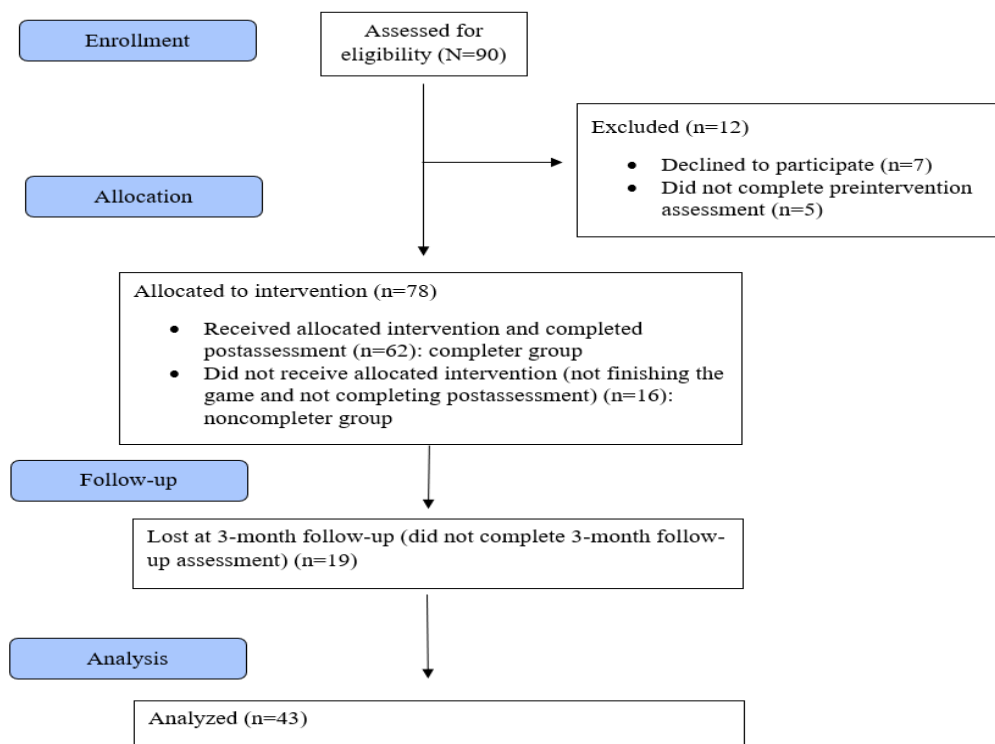 Enrollment
Assessed for
eligibility (N=90)
Excluded (n=12)
• Declined to participate (n=7)
• Did not complete preintervention
assessment (n=5)
Allocation
Allocated to intervention (n=78)
• Received allocated intervention and completed
postassessment (n=62): completer group
• Did not receive allocated intervention (not finishing the
game and not completing postassessment) (n=16):
noncompleter group
Follow-up
Lost at 3-month follow-up (did not complete 3-month follow-
up assessment) (n=19)
Analysis
Analyzed (n=43)